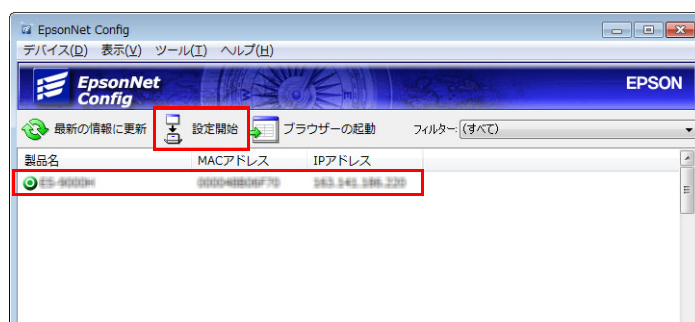 EpsonNet Config
デバイス(D) 表示(V) ツール(T) ヘルプ(H)
EpsonNet
Config
EPSON
最新の情報に更新 設定開始 ブラウザーの起動 フィルター: (すべて)
製品名 MACアドレス IPアドレス